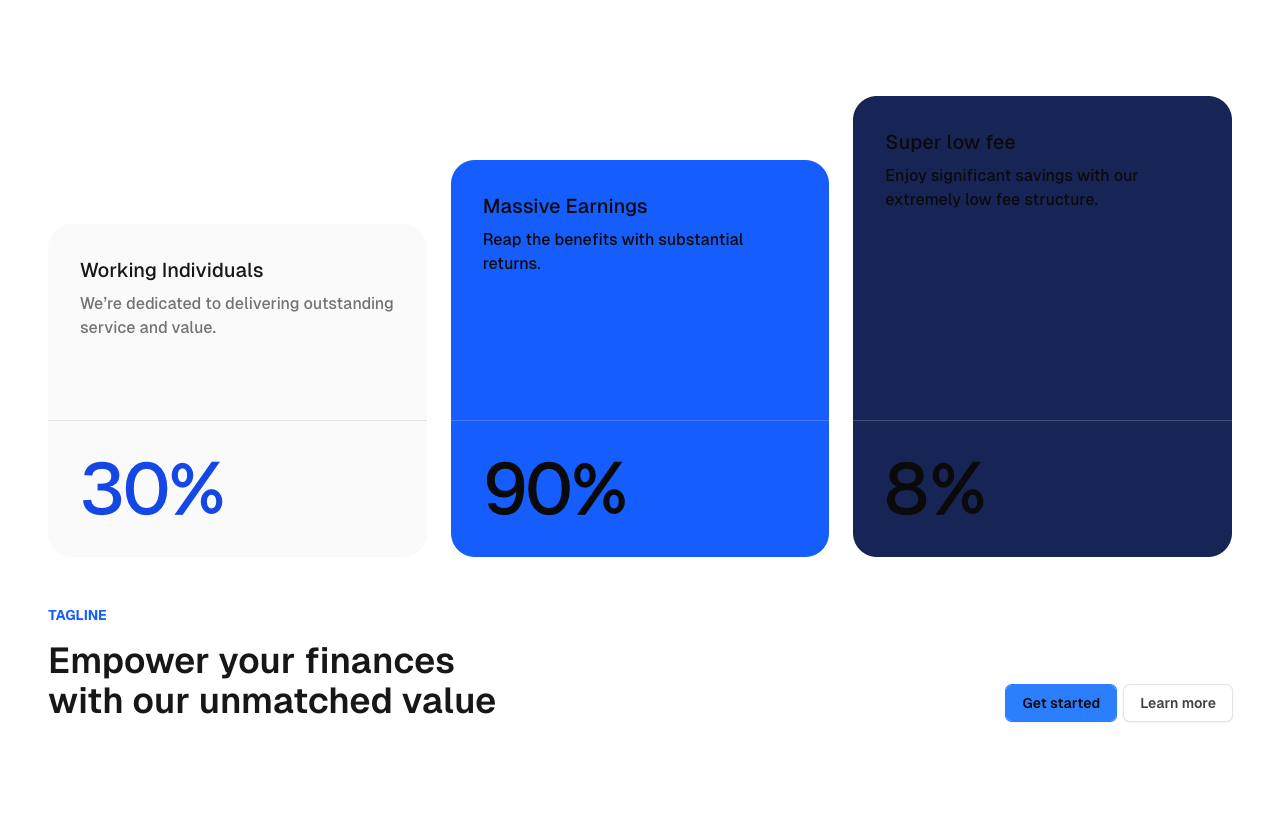 Working Individuals
We’re dedicated to delivering outstanding
service and value.
30%
Massive Earnings
Reap the benefits with substantial
returns.
90%
Super low fee
Enjoy significant savings with our
extremely low fee structure.
8%
TAGLINE
Empower your finances
with our unmatched value
Get started
Learn more